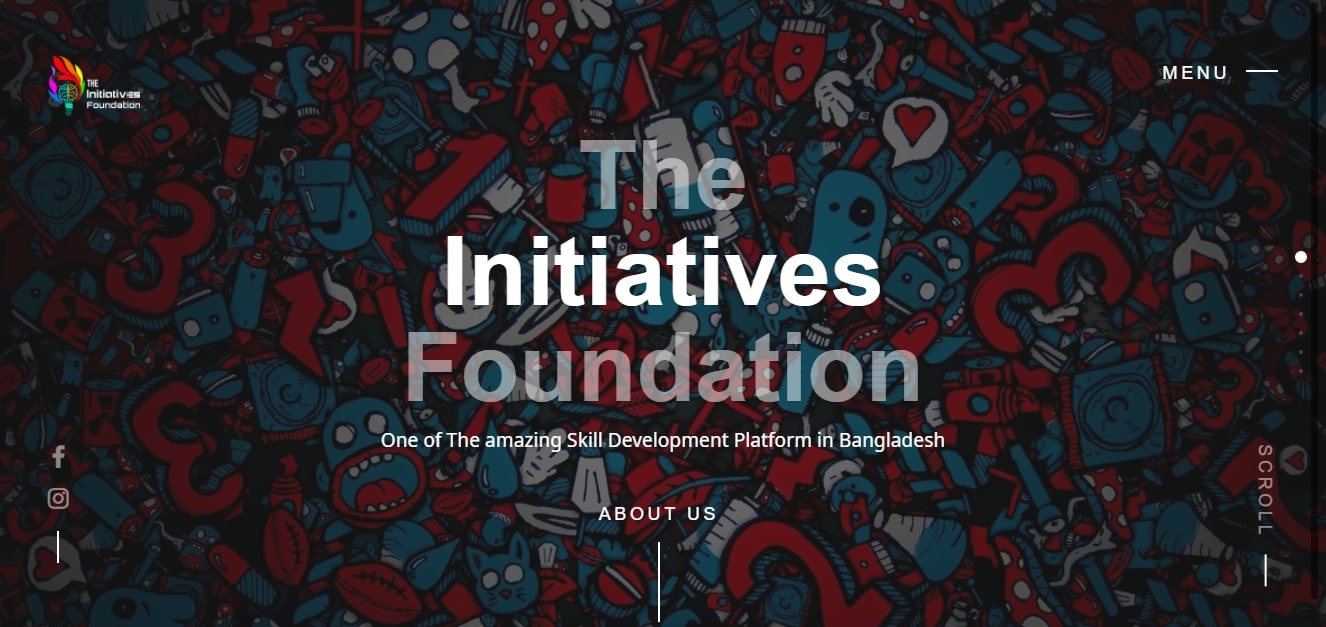 THE
Initiatives
Foundation
MENU
The
Initiatives
Foundation
One of The amazing Skill Development Platform in Bangladesh
ABOUT US
SCROLL